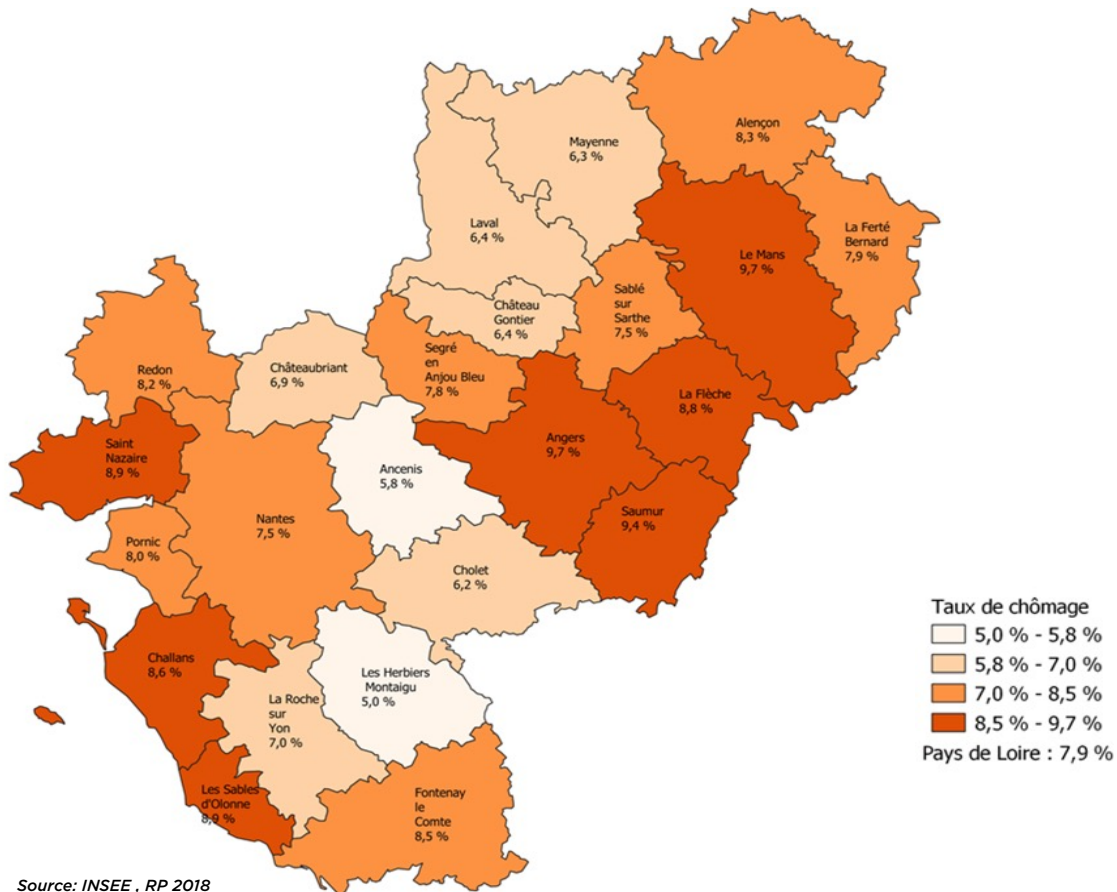 Alençon
8,3 %
Mayenne
6,3 %
Laval
6,4 %
La Ferté
Bernard
7,9 %
Le Mans
9,7 %
Sablé
sur
Sarthe
7,5 %
Château
Gontier
6,4 %
Segré
en
Anjou Bleu
7,8 %
Châteaubriant
6,9 %
Redon
8,2 %
La Flèche
8,8 %
Angers
9,7 %
Saint
Nazaire
8,9 %
Ancenis
5,8 %
Saumur
9,4 %
Nantes
7,5 %
Pornic
8,0 %
Cholet
6,2 %
Challans
8,6 %
Les Herbiers
Montaigu
5,0 %
La Roche
sur
Yon
7,0 %
Les Sables
d'Olonne
8,9 %
Fontenay
le
Comte
8,5 %
Taux de chômage
5,0 % - 5,8 %
5,8 % - 7,0 %
7,0 % - 8,5 %
8,5 % - 9,7 %
Pays de Loire : 7,9 %
Source: INSEE , RP 2018